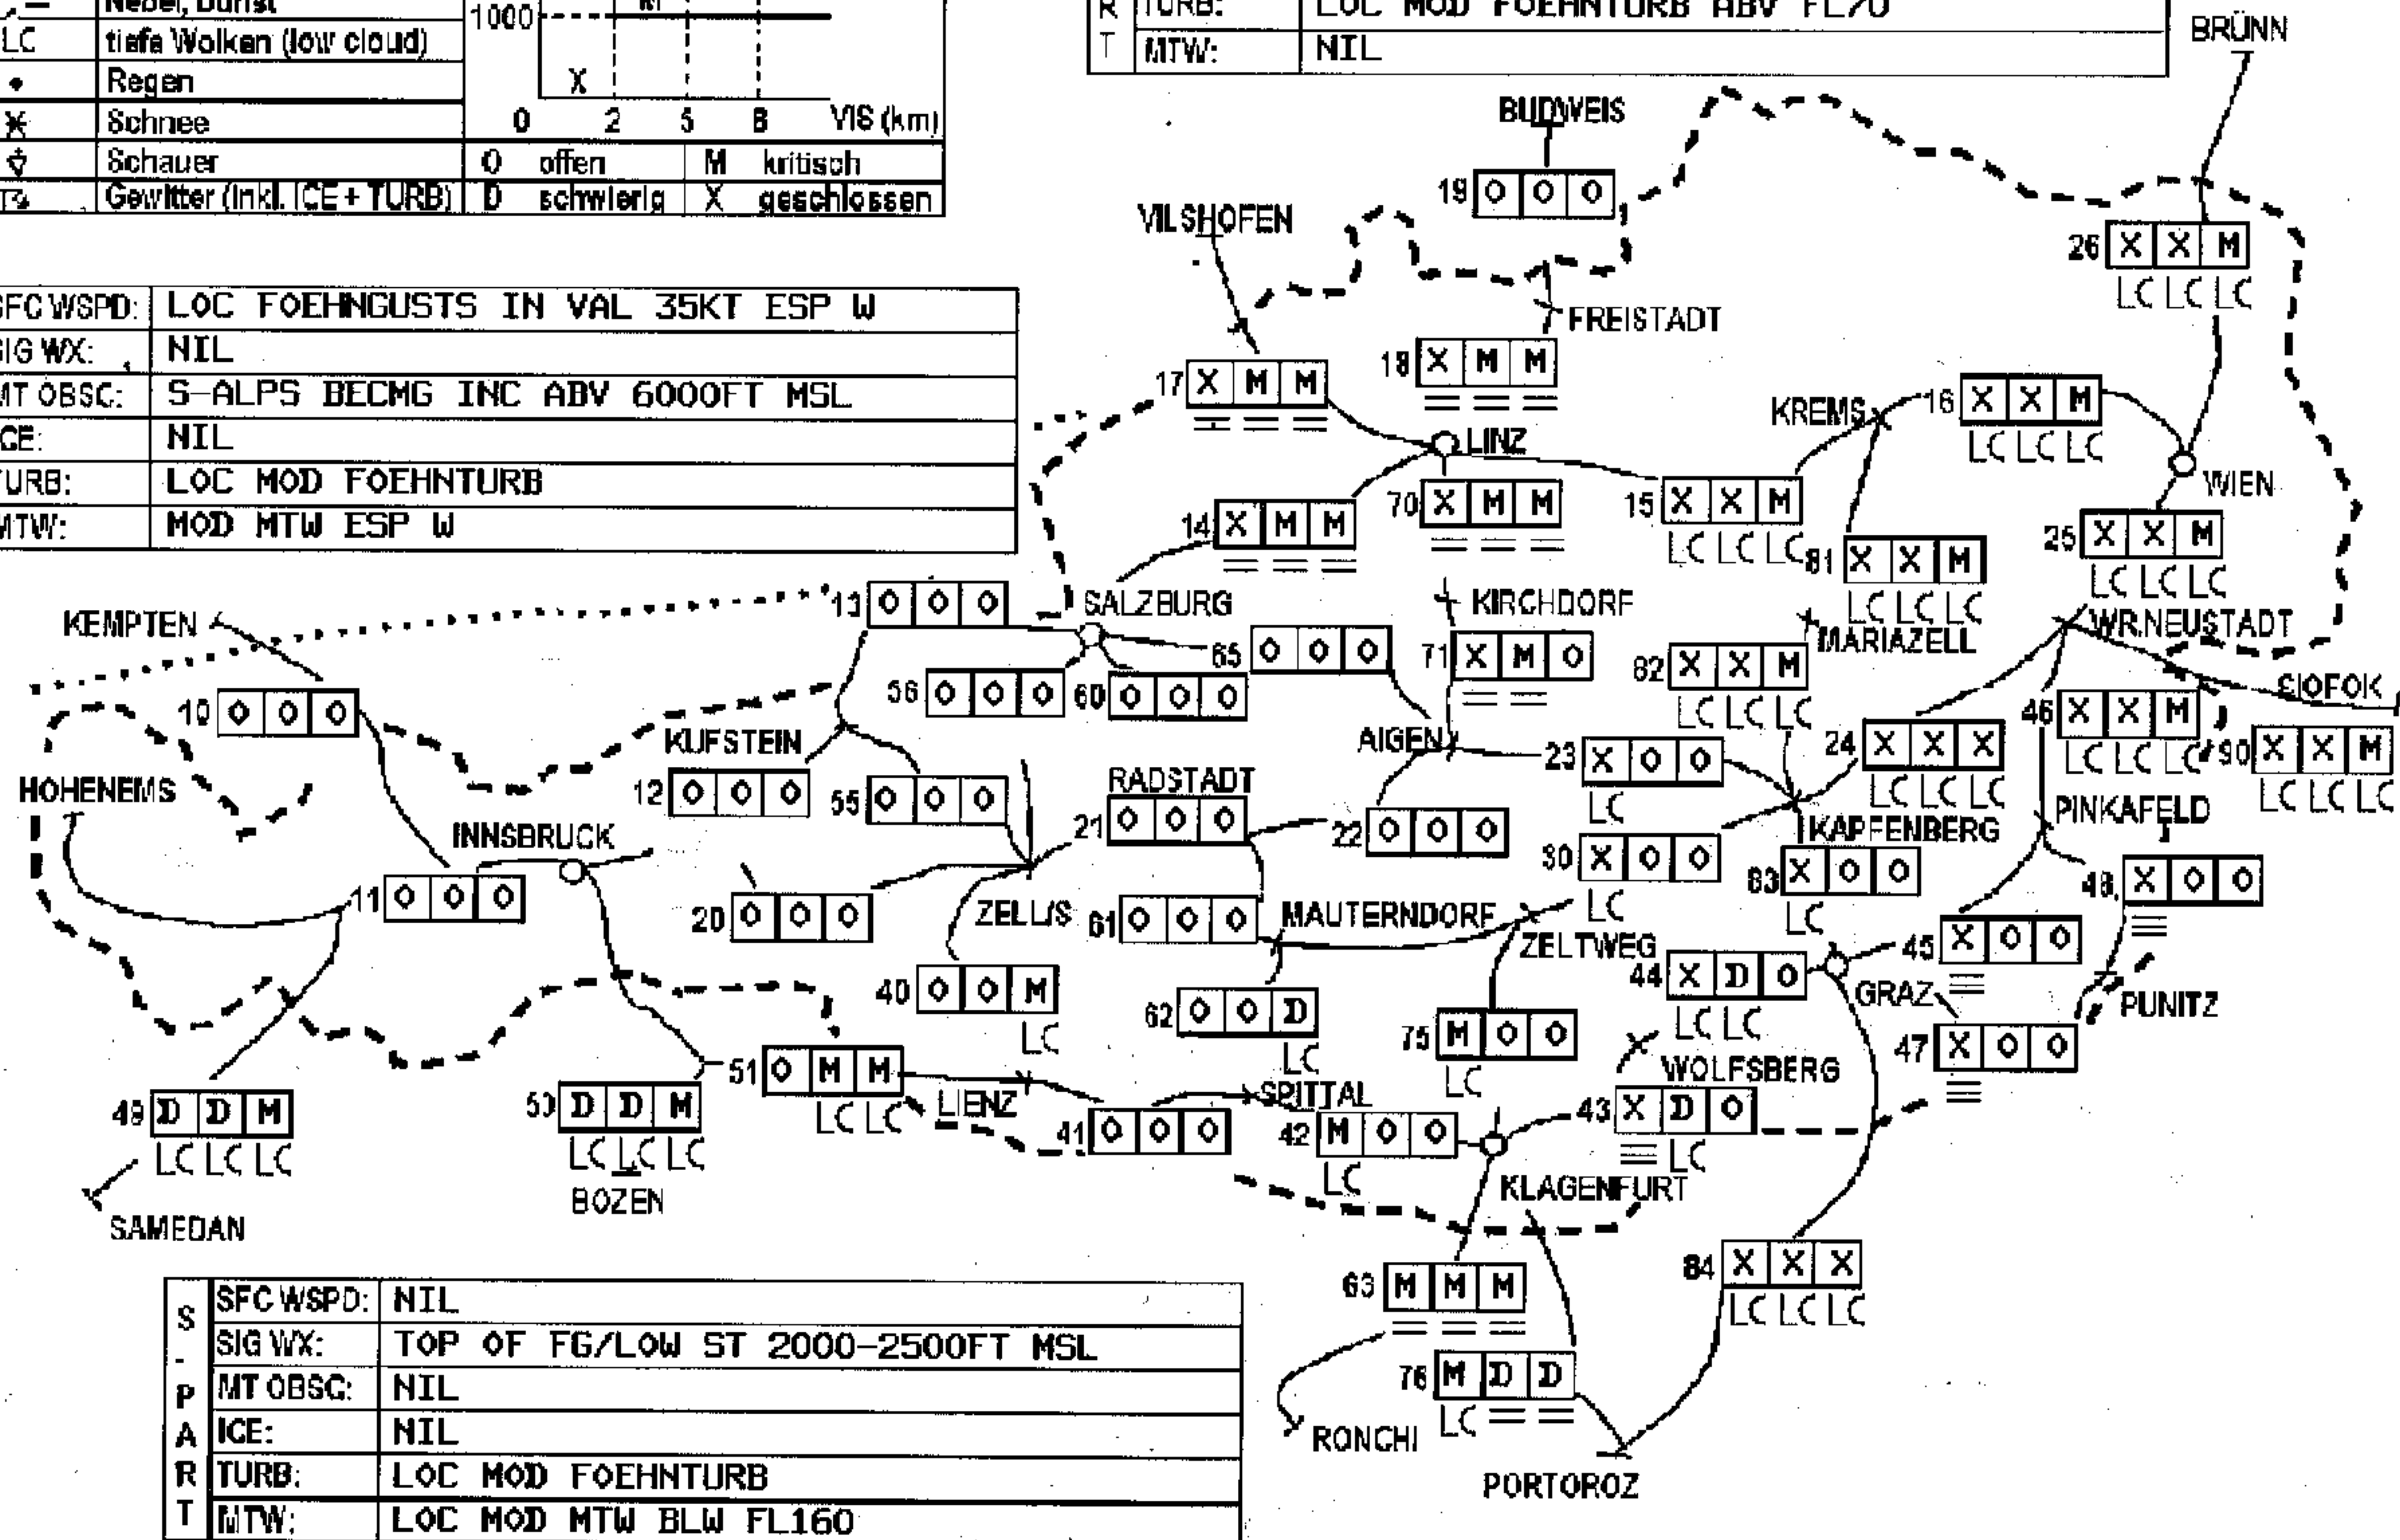 LC tiefe Wolken (low cloud)
Regen
Schnee
Schauer
Gewitter (inkl. ICE + TURB)
1000
X
0 2 5 8 VIS (km)
O offen M kritisch
D schwierig X geschlossen
R TURB: LOC MOD FOEHNTURB ABV FL70
T MTW: NIL
SFC WSPD: LOC FOEHNGUSTS IN VAL 35KT ESP W
SIG WX: NIL
MT OBSC: S-ALPS BECMG INC ABV 6000FT MSL
ICE: NIL
TURB: LOC MOD FOEHNTURB
MTW: MOD MTW ESP W
BRÜNN
BUDWEIS
19 O O O
VILSHOFEN
26 X X M
LC LC LC
FREISTADT
17 X M M
18 X M M
KREMS
16 X X M
LC LC LC
LINZ
WIEN
14 X M M
70 X M M
15 X X M
LC LC LC
81 X X M
LC LC LC
25 X X M
LC LC LC
KEMPTEN
13 O O O
SALZBURG
KIRCHDORF
MARIAZELL
WR.NEUSTADT
65 O O O
71 X M O
82 X X M
LC LC LC
SIOFOK
10 O O O
56 O O O
60 O O O
46 X X M
LC LC LC
KUFSTEIN
AIGEN
23 X O O
LC
24 X X X
LC LC LC
90 X X M
LC LC LC
HOHENEMS
12 O O O
55 O O O
RADSTADT
21 O O O
22 O O O
KAPFENBERG
PINKAFELD
INNSBRUCK
80 X O O
LC
83 X O O
LC
48 X O O
11 O O O
20 O O O
ZELL/S
61 O O O
MAUTERNDORF
ZELTWEG
45 X O O
40 O O M
LC
44 X D O
LC LC
GRAZ
PUNITZ
62 O O D
LC
75 M O O
LC
47 X O O
51 O M M
LC LC
WOLFSBERG
49 D D M
LC LC LC
50 D D M
LC LC LC
LIENZ
SPITTAL
41 O O O
42 M O O
LC
43 X D O
LC
SAMEDAN
BOZEN
KLAGENFURT
84 X X X
LC LC LC
63 M M M
76 M D D
LC
RONCHI
PORTOROZ
S - P A R T
SFC WSPD: NIL
SIG WX: TOP OF FG/LOW ST 2000-2500FT MSL
MT OBSC: NIL
ICE: NIL
TURB: LOC MOD FOEHNTURB
MTW: LOC MOD MTW BLW FL160